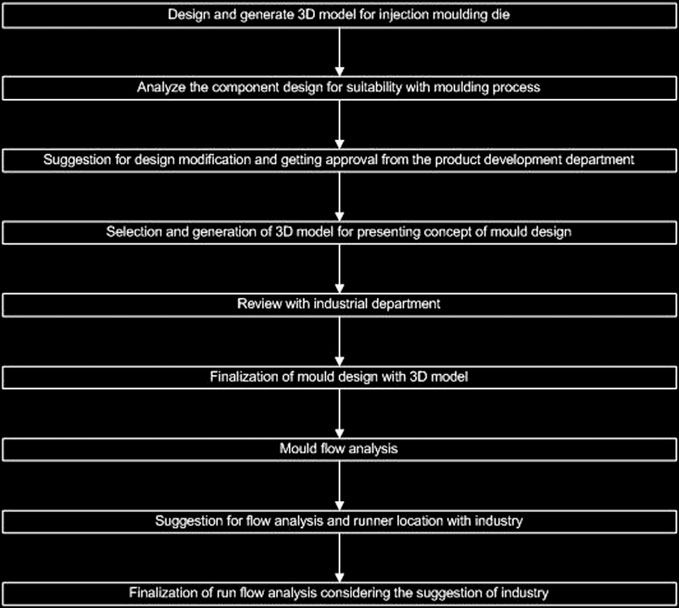 Design and generate 3D model for injection moulding die
Analyze the component design for suitability with moulding process
Suggestion for design modification and getting approval from the product development department
Selection and generation of 3D model for presenting concept of mould design
Review with industrial department
Finalization of mould design with 3D model
Mould flow analysis
Suggestion for flow analysis and runner location with industry
Finalization of run flow analysis considering the suggestion of industry